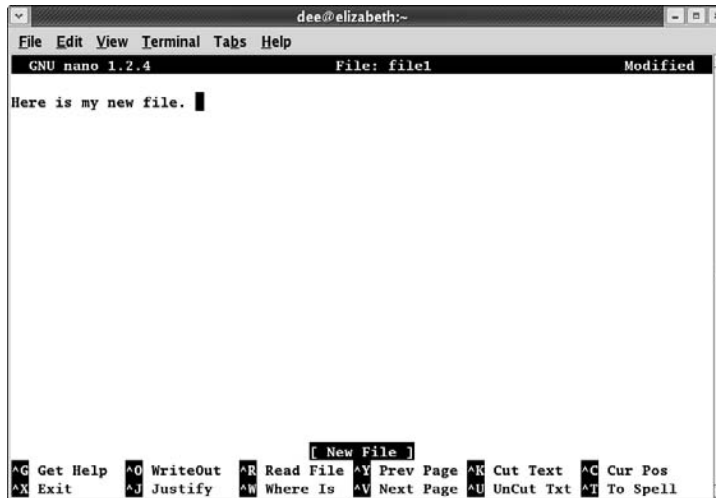 dee@elizabeth:~
File Edit View Terminal Tabs Help
GNU nano 1.2.4 File: file1 Modified
Here is my new file.
[ New File ]
^G Get Help ^O WriteOut ^R Read File ^Y Prev Page ^K Cut Text ^C Cur Pos
^X Exit ^J Justify ^W Where Is ^V Next Page ^U UnCut Txt ^T To Spell